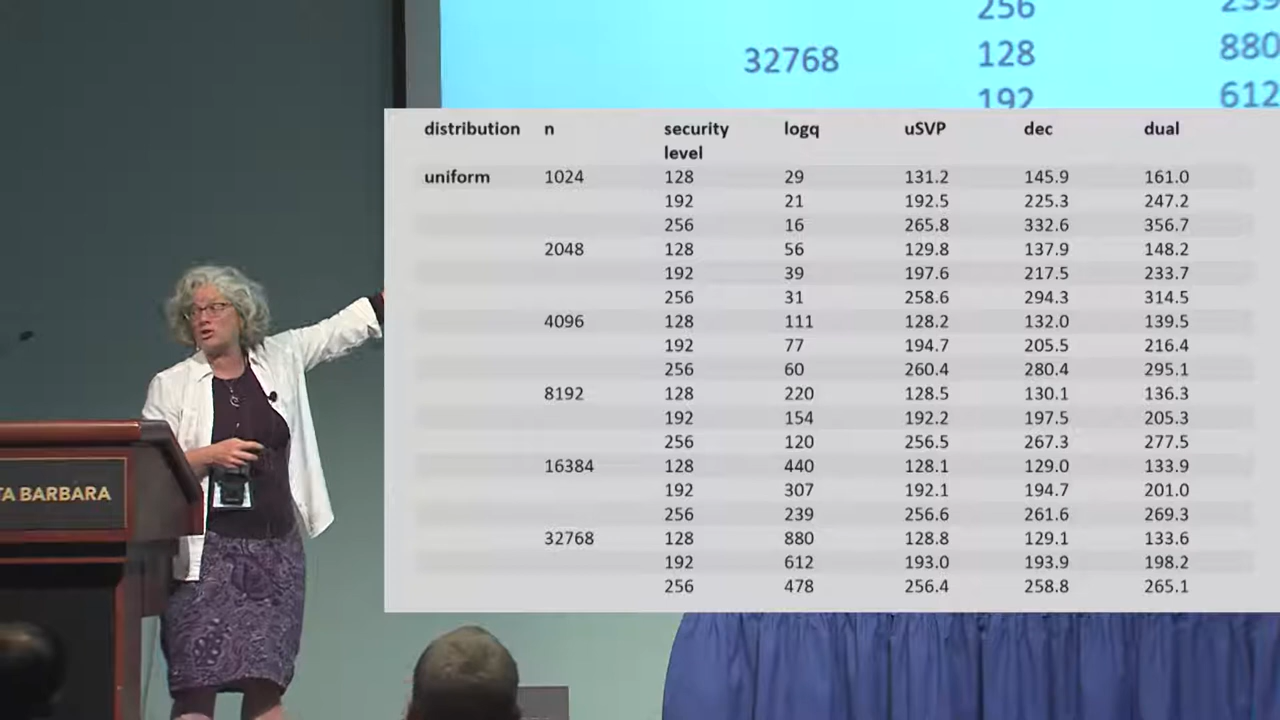 256 239
32768 128 880
192 612
distribution n security level logq uSVP dec dual
uniform 1024 128 29 131.2 145.9 161.0
192 21 192.5 225.3 247.2
256 16 265.8 332.6 356.7
2048 128 56 129.8 137.9 148.2
192 39 197.6 217.5 233.7
256 31 258.6 294.3 314.5
4096 128 111 128.2 132.0 139.5
192 77 194.7 205.5 216.4
256 60 260.4 280.4 295.1
8192 128 220 128.5 130.1 136.3
192 154 192.2 197.5 205.3
256 120 256.5 267.3 277.5
16384 128 440 128.1 129.0 133.9
192 307 192.1 194.7 201.0
256 239 256.6 261.6 269.3
32768 128 880 128.8 129.1 133.6
192 612 193.0 193.9 198.2
256 478 256.4 258.8 265.1
TA BARBARA